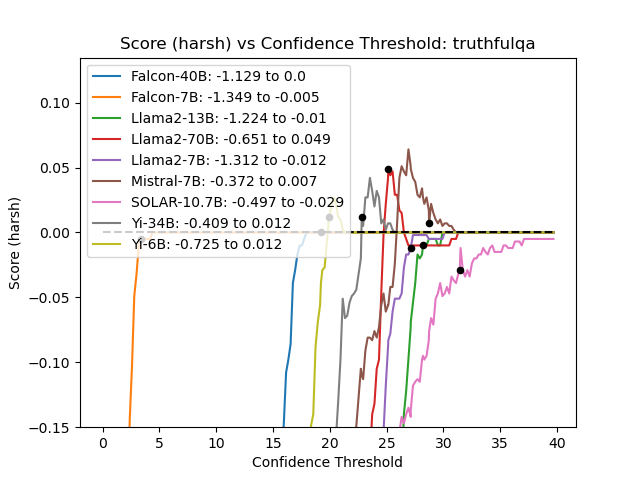 Score (harsh) vs Confidence Threshold: truthfulqa
Falcon-40B: -1.129 to 0.0
Falcon-7B: -1.349 to -0.005
Llama2-13B: -1.224 to -0.01
Llama2-70B: -0.651 to 0.049
Llama2-7B: -1.312 to -0.012
Mistral-7B: -0.372 to 0.007
SOLAR-10.7B: -0.497 to -0.029
Yi-34B: -0.409 to 0.012
Yi-6B: -0.725 to 0.012
Score (harsh)
0.10
0.05
0.00
−0.05
−0.10
−0.15
0 5 10 15 20 25 30 35 40
Confidence Threshold